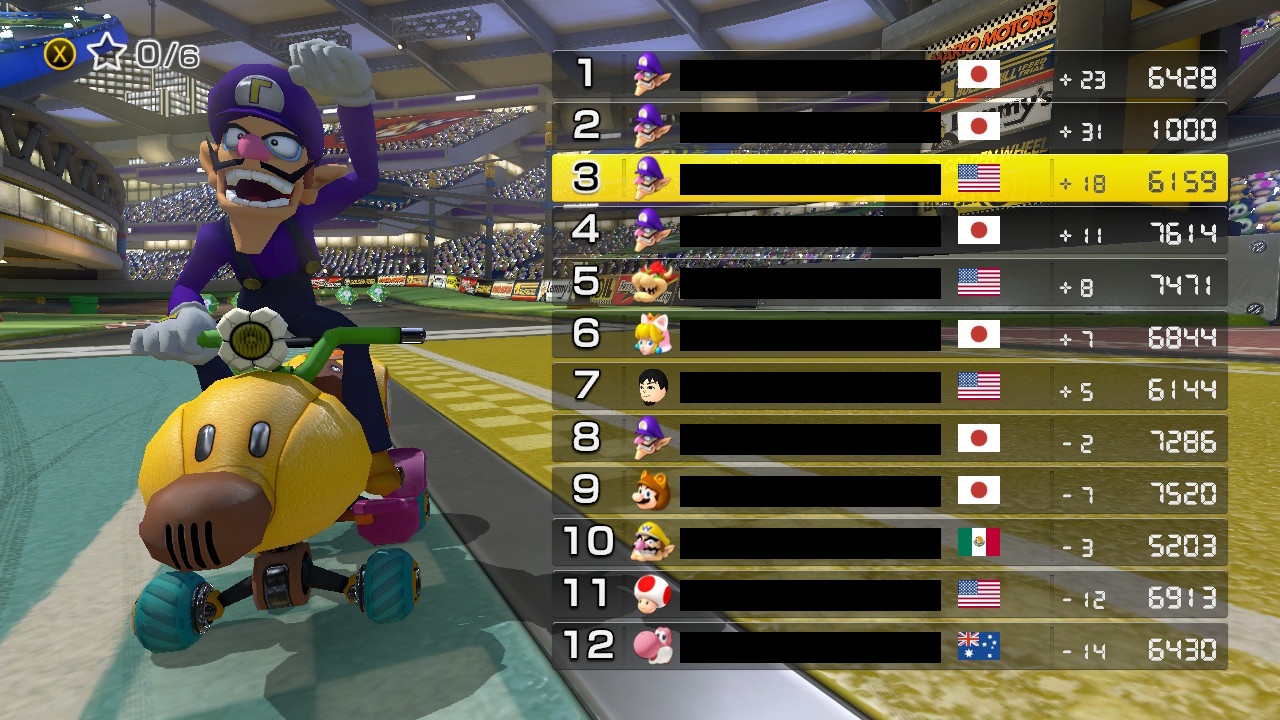 X 0/6
MARIO MOTORS
1 + 23 6428
2 + 31 1000
3 + 18 6159
4 + 11 7614
5 + 8 7471
6 + 7 6844
7 + 5 6144
8 - 2 7286
9 - 7 7520
10 - 3 5203
11 - 12 6913
12 - 14 6430